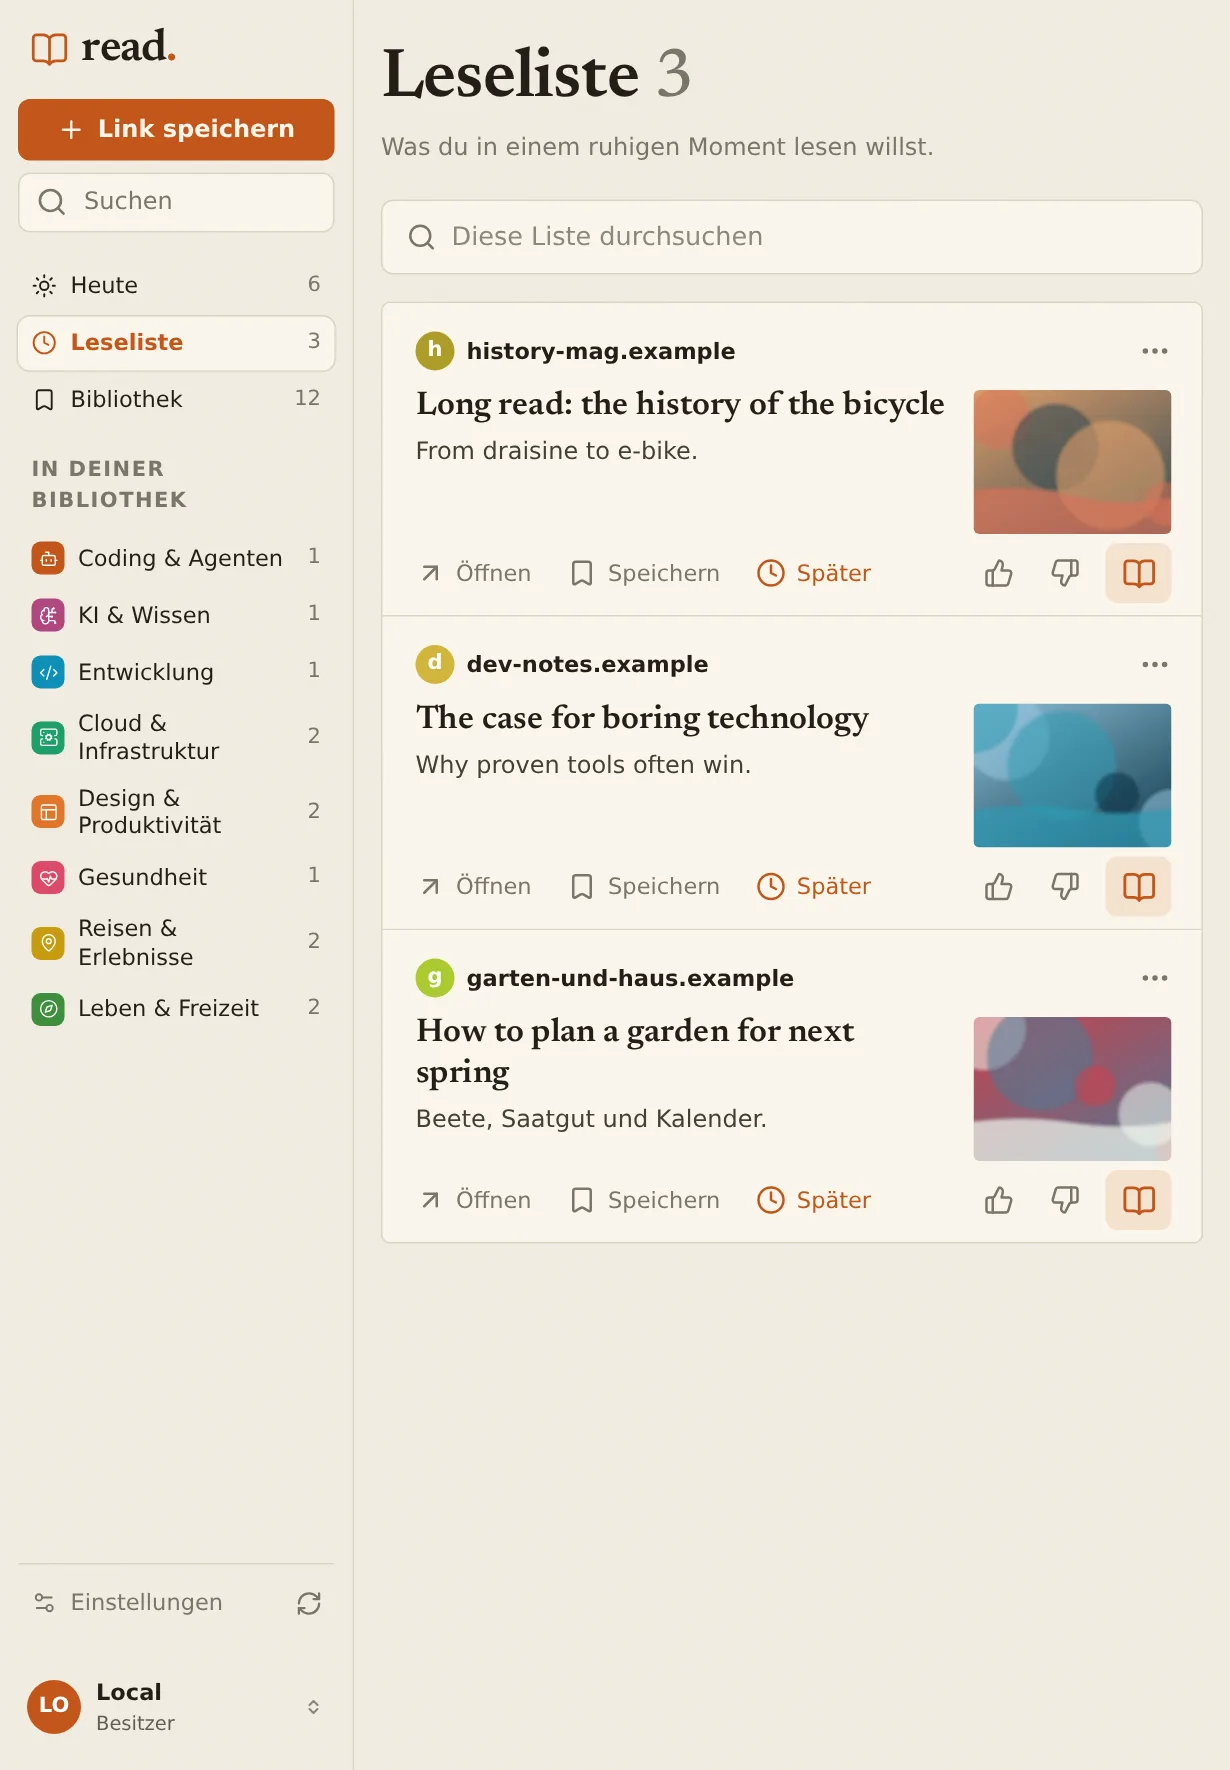 read.
Link speichern
Suchen
Heute 6
Leseliste 3
Bibliothek 12
IN DEINER
BIBLIOTHEK
Coding & Agenten 1
KI & Wissen 1
Entwicklung 1
Cloud &
Infrastruktur 2
Design &
Produktivität 2
Gesundheit 1
Reisen &
Erlebnisse 2
Leben & Freizeit 2
Einstellungen
LO
Local
Besitzer
Leseliste 3
Was du in einem ruhigen Moment lesen willst.
Diese Liste durchsuchen
h history-mag.example
Long read: the history of the bicycle
From draisine to e-bike.
Öffnen Speichern Später
d dev-notes.example
The case for boring technology
Why proven tools often win.
Öffnen Speichern Später
g garten-und-haus.example
How to plan a garden for next
spring
Beete, Saatgut und Kalender.
Öffnen Speichern Später